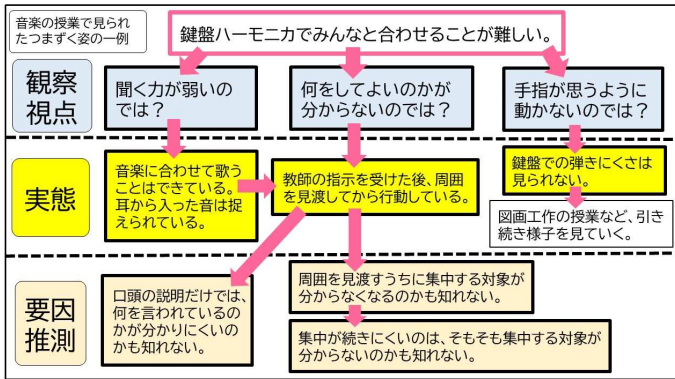 音楽の授業で見られ
たつまずく姿の一例
鍵盤ハーモニカでみんなと合わせることが難しい。
観察
視点
聞く力が弱いの
では?
何をしてよいのかが
分からないのでは?
手指が思うように
動かないのでは?
実態
音楽に合わせて歌う
ことはできている。
耳から入った音は捉
えられている。
教師の指示を受けた後、周囲
を見渡してから行動している。
鍵盤での弾きにくさは
見られない。
図画工作の授業など、引き
続き様子を見ていく。
要因
推測
口頭の説明だけでは、
何を言われているの
かが分かりにくいの
かも知れない。
周囲を見渡すうちに集中する対象が
分からなくなるのかも知れない。
集中が続きにくいのは、そもそも集中する対象が
分からないのかも知れない。